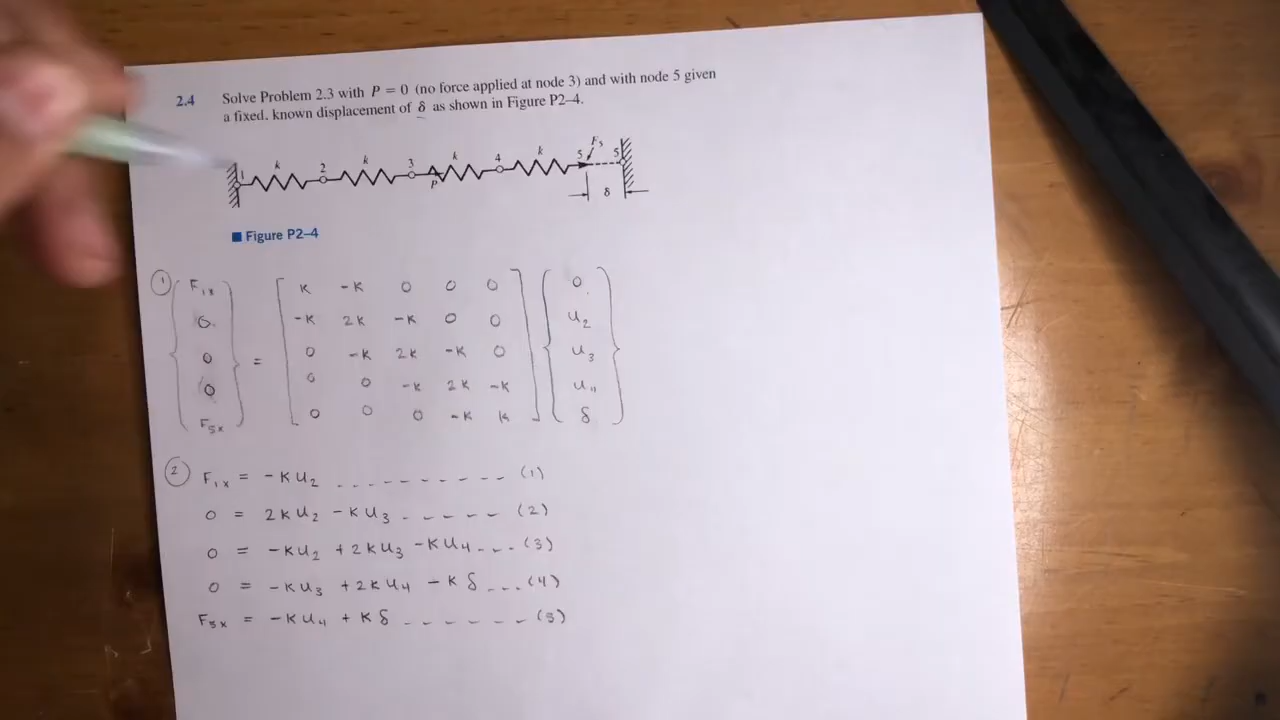 2.4 Solve Problem 2.3 with P = 0 (no force applied at node 3) and with node 5 given
a fixed, known displacement of δ as shown in Figure P2–4.
k k k k
1 2 3 4 5 F5 5
P
δ
Figure P2–4
① F1x K -K 0 0 0 0
0 -K 2K -K 0 0 u2
0 = 0 -K 2K -K 0 u3
0 0 0 -K 2K -K u4
F5x 0 0 0 -K K δ
② F1x = -Ku2 --------- (1)
0 = 2Ku2 - Ku3 ----- (2)
0 = -Ku2 + 2Ku3 - Ku4 --- (3)
0 = -Ku3 + 2Ku4 - Kδ --- (4)
F5x = -Ku4 + Kδ ------ (5)